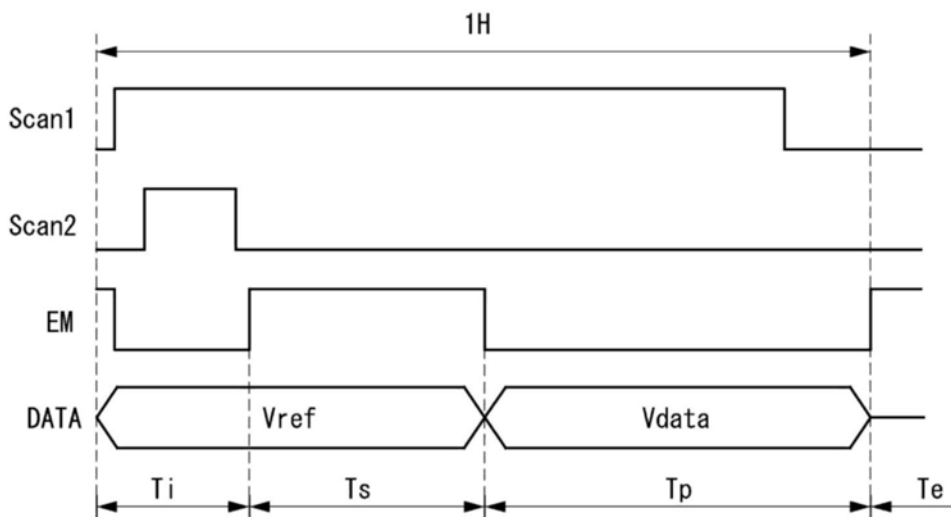 1H
Scan1
Scan2
EM
DATA Vref Vdata
Ti Ts Tp Te